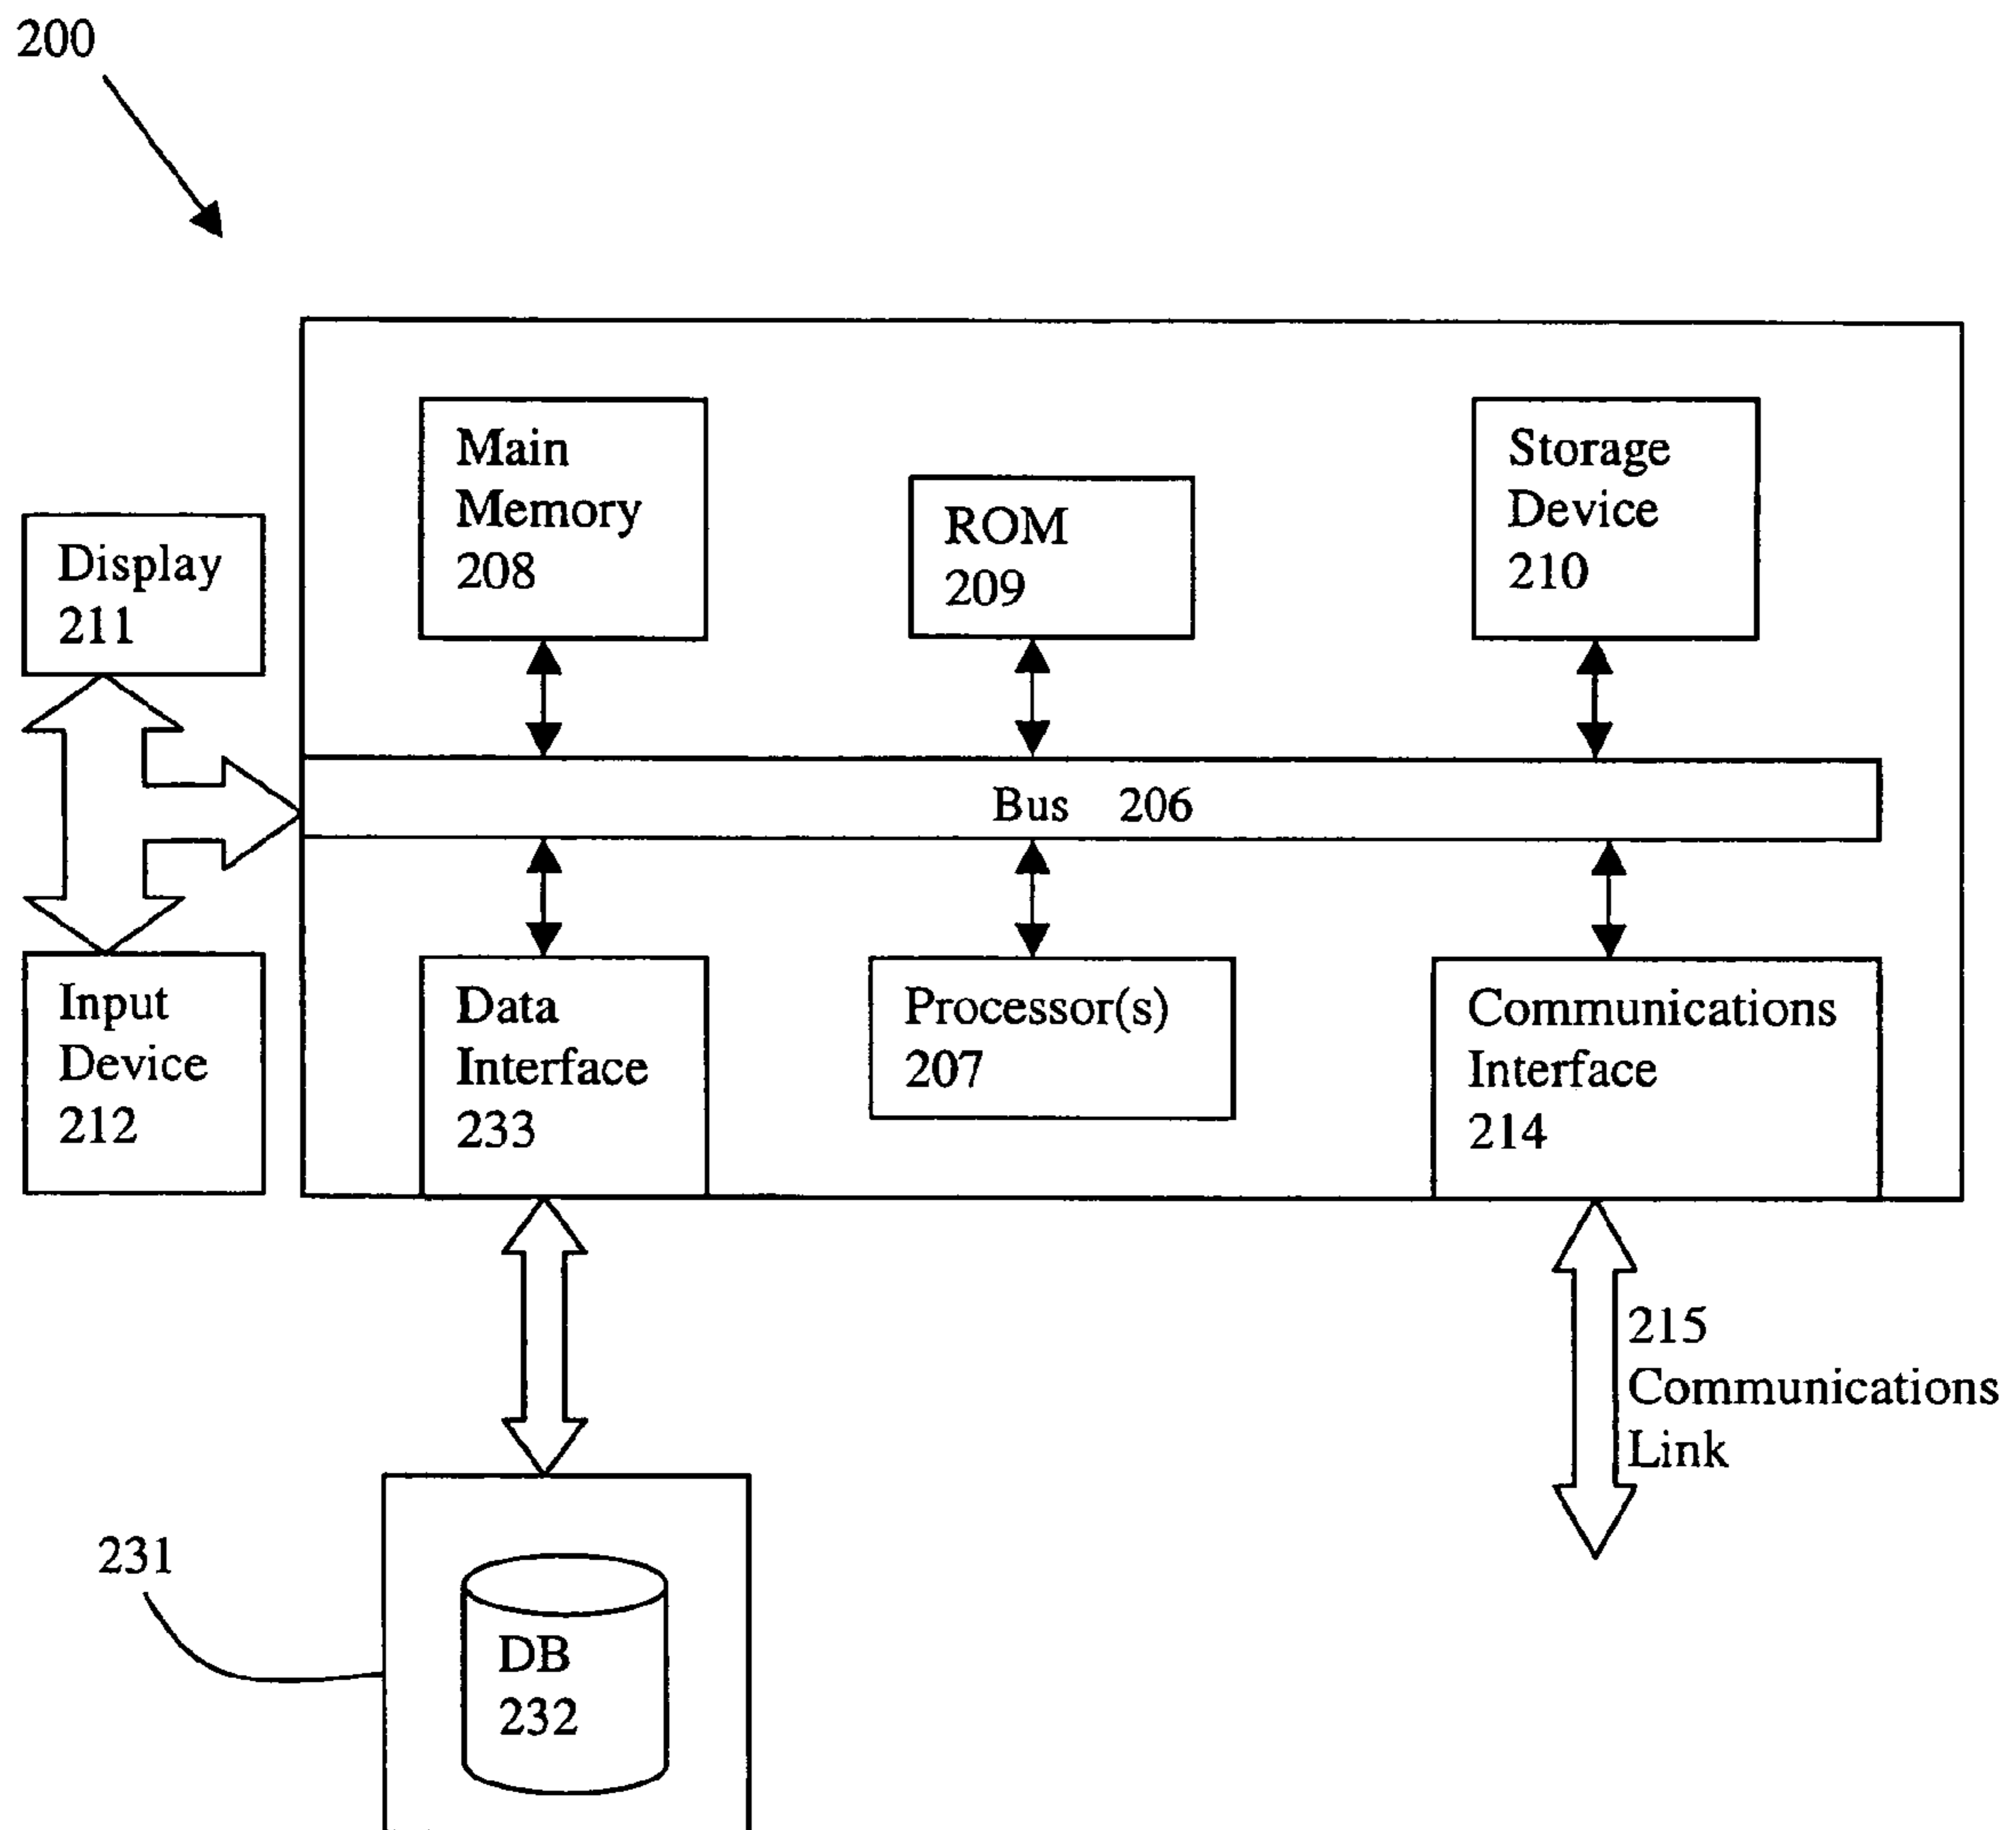 200
Main
Memory
208
ROM
209
Storage
Device
210
Display
211
Bus 206
Input
Device
212
Data
Interface
233
Processor(s)
207
Communications
Interface
214
215
Communications
Link
231
DB
232